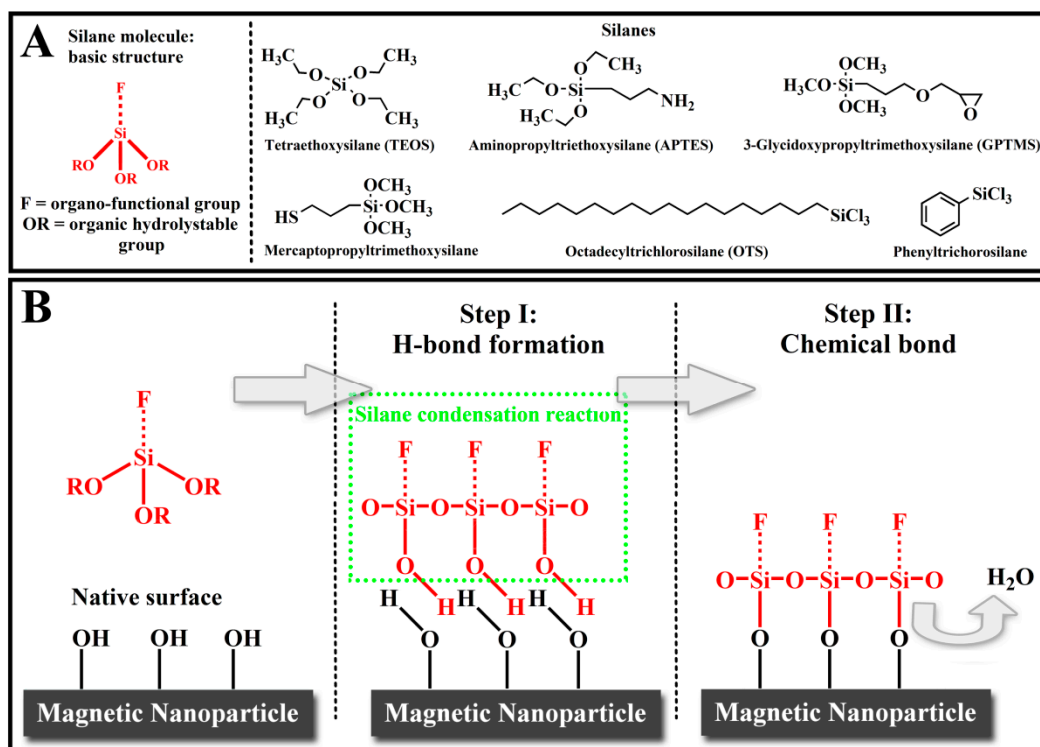 A
Silane molecule:
basic structure
F
Si
RO
OR
OR
F = organo-functional group
OR = organic hydrolystable
group
Silanes
H₃C
CH₃
O
O
Si
O
O
H₃C
CH₃
Tetraethoxysilane (TEOS)
O
CH₃
O
Si
NH₂
O
CH₃
Aminopropyltriethoxysilane (APTES)
OCH₃
CH₃O
Si
OCH₃
O
O
3-Glycidoxypropyltrimethoxysilane (GPTMS)
HS
OCH₃
Si
OCH₃
OCH₃
Mercaptopropyltrimethoxysilane
SiCl₃
Octadecyltrichlorosilane (OTS)
SiCl₃
Phenyltrichorosilane
B
F
Si
RO
OR
OR
Native surface
OH OH OH
Magnetic Nanoparticle
Step I:
H-bond formation
Silane condensation reaction
F F F
O Si O Si O Si O
O O O
H H H H H H
O O O
Magnetic Nanoparticle
Step II:
Chemical bond
F F F
O Si O Si O Si O
H₂O
O O O
Magnetic Nanoparticle